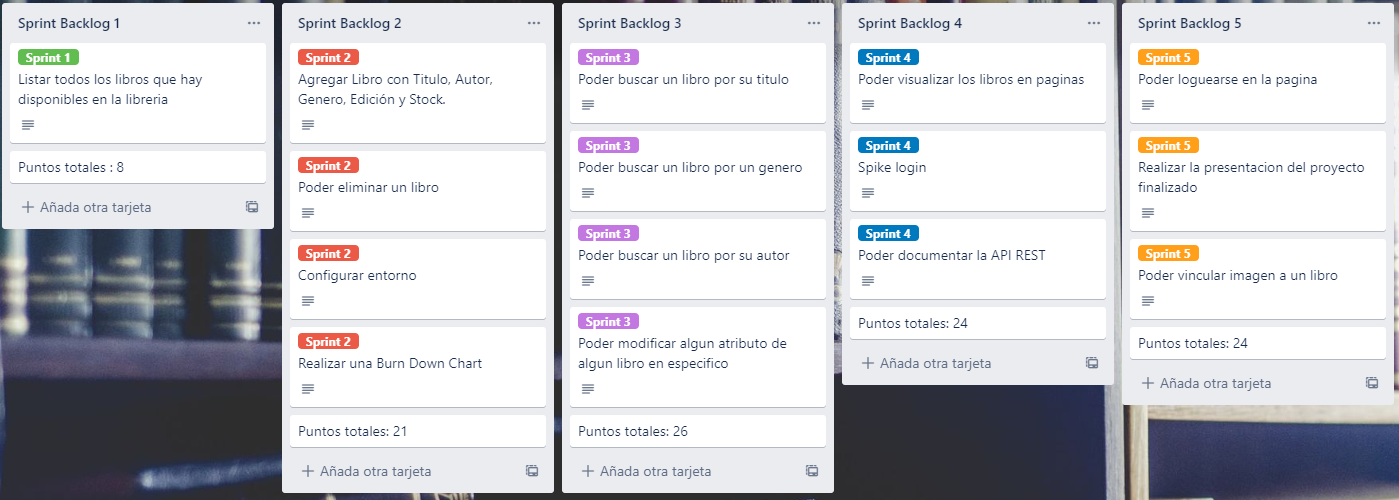 Sprint Backlog 1
Sprint 1
Listar todos los libros que hay
disponibles en la libreria
Puntos totales : 8
Añada otra tarjeta
Sprint Backlog 2
Sprint 2
Agregar Libro con Titulo, Autor,
Genero, Edición y Stock.
Sprint 2
Poder eliminar un libro
Sprint 2
Configurar entorno
Sprint 2
Realizar una Burn Down Chart
Puntos totales: 21
Añada otra tarjeta
Sprint Backlog 3
Sprint 3
Poder buscar un libro por su titulo
Sprint 3
Poder buscar un libro por un genero
Sprint 3
Poder buscar un libro por su autor
Sprint 3
Poder modificar algun atributo de
algun libro en especifico
Puntos totales: 26
Añada otra tarjeta
Sprint Backlog 4
Sprint 4
Poder visualizar los libros en paginas
Sprint 4
Spike login
Sprint 4
Poder documentar la API REST
Puntos totales: 24
Añada otra tarjeta
Sprint Backlog 5
Sprint 5
Poder loguearse en la pagina
Sprint 5
Realizar la presentacion del proyecto
finalizado
Sprint 5
Poder vincular imagen a un libro
Puntos totales: 24
Añada otra tarjeta